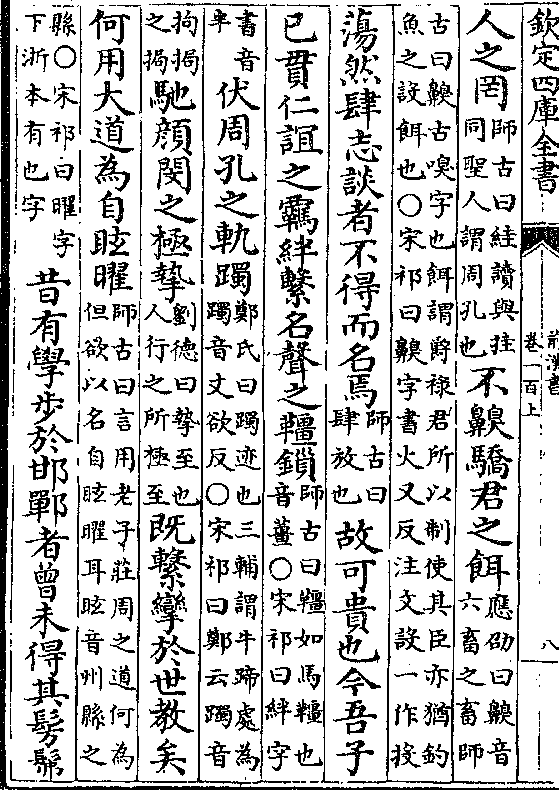 欽定四庫全書
前漢書
卷一百上
八
人之罔師古曰絓讀與挂
同聖人謂周孔也不𪖙驕君之餌應劭曰𪖙音
六畜之畜師
古曰𪖙古嗅字也餌謂爵祿君所以制使其臣亦猶釣
魚之設餌也○宋祁曰𪖙字書火又反注文設一作投
蕩然肆志談者不得而名焉師古曰
肆放也故可貴也今吾子
已貫仁誼之羈絆繫名聲之韁鎖師古曰韁如馬韁也
音薑○宋祁曰絆字
書音
半伏周孔之軌躅鄭氏曰躅迹也三輔謂牛蹄處為
躅音丈欲反○宋祁曰鄭云躅音
拘挶
之挶馳顔閔之極摯劉德曰摯至也
人行之所極至既繫攣於世教矣
何用大道為自眩曜師古曰言用老子莊周之道何為
但欲以名自眩曜耳眩音州縣之
縣○宋祁曰曜字
下浙本有也字昔有學步於邯鄲者曾未得其髣髴